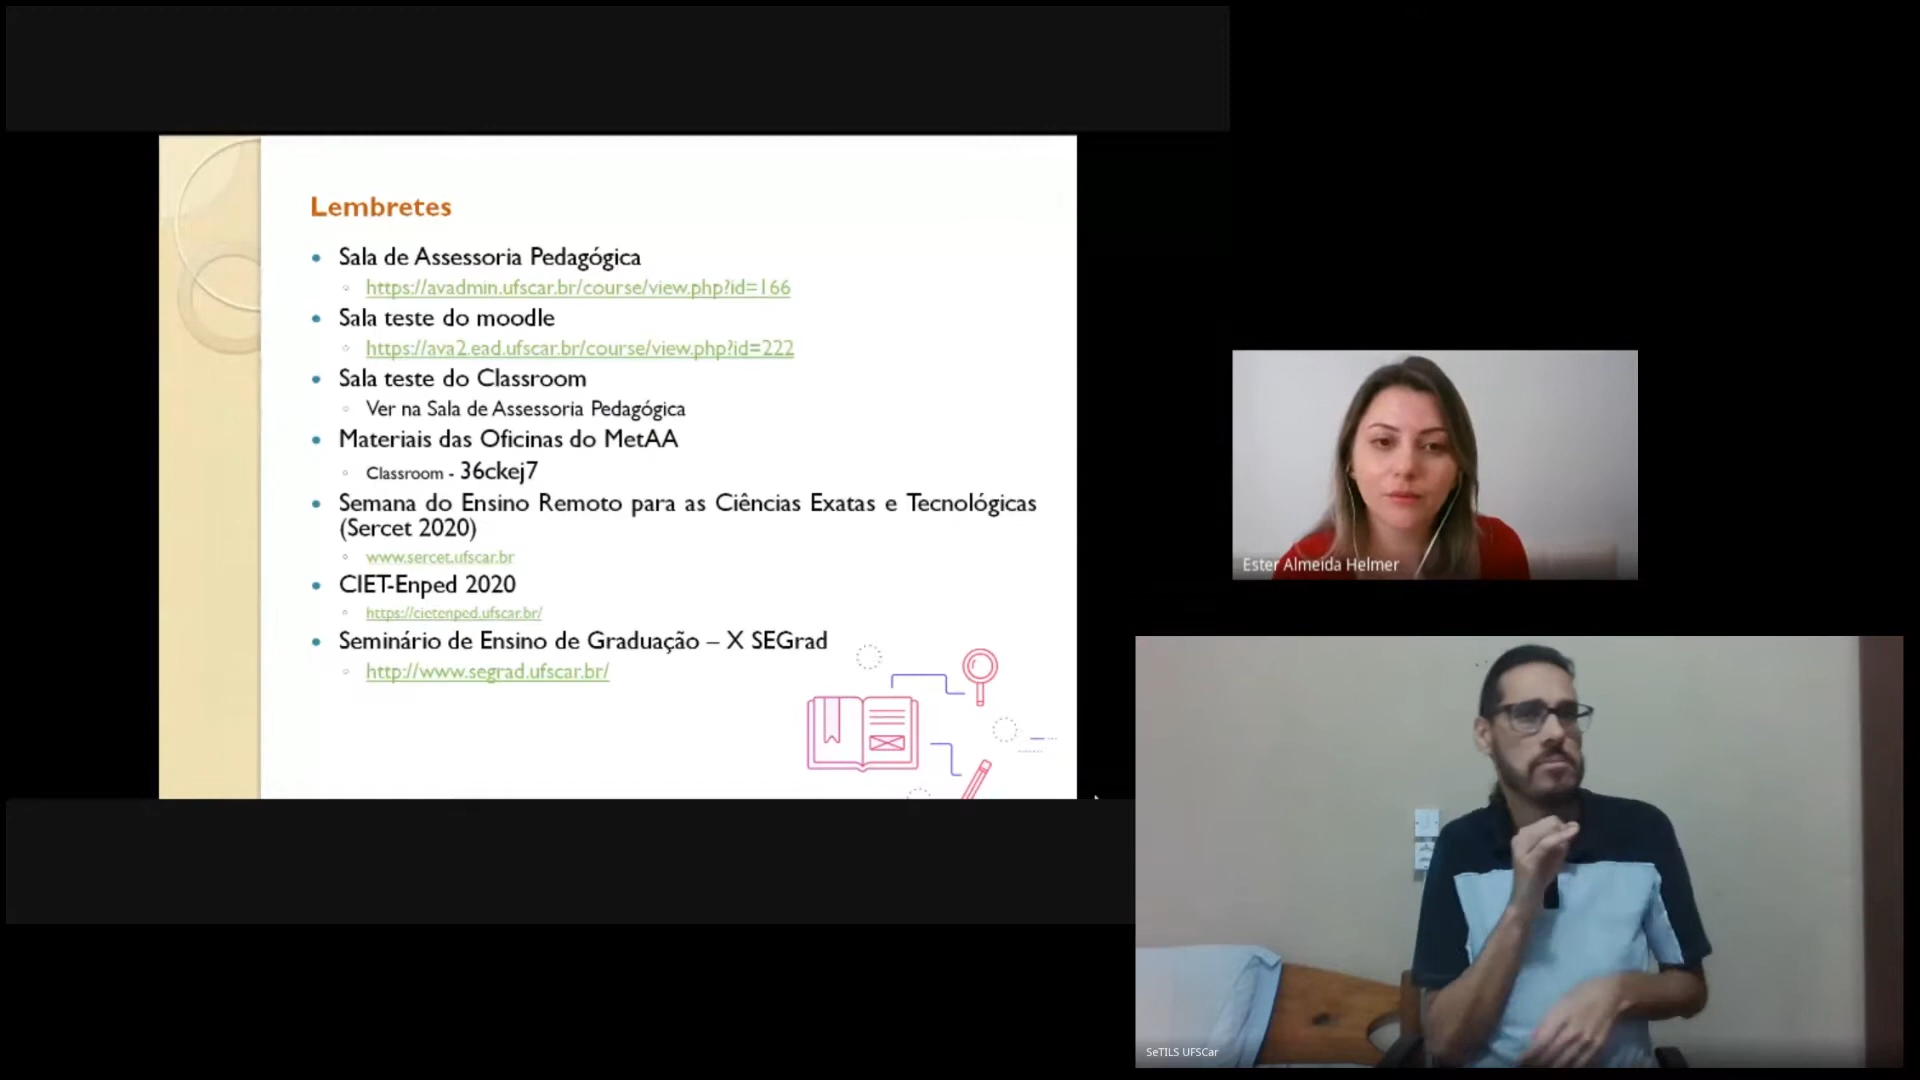 Lembretes
Sala de Assessoria Pedagógica
https://avadmin.ufscar.br/course/view.php?id=166
Sala teste do moodle
https://ava2.ead.ufscar.br/course/view.php?id=222
Sala teste do Classroom
Ver na Sala de Assessoria Pedagógica
Materiais das Oficinas do MetAA
Classroom - 36ckej7
Semana do Ensino Remoto para as Ciências Exatas e Tecnológicas
(Sercet 2020)
www.sercet.ufscar.br
CIET-Enped 2020
https://cietenped.ufscar.br/
Seminário de Ensino de Graduação – X SEGrad
http://www.segrad.ufscar.br/
Ester Almeida Helmer
SeTILS UFSCar